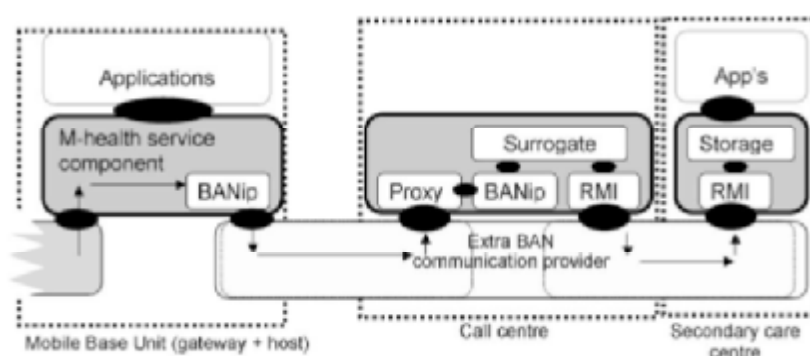 Applications
M-health service
component
BANip
Surrogate
Proxy
BANip
RMI
App's
Storage
RMI
Extra BAN
communication provider
Mobile Base Unit (gateway + host)
Call centre
Secondary care
centre